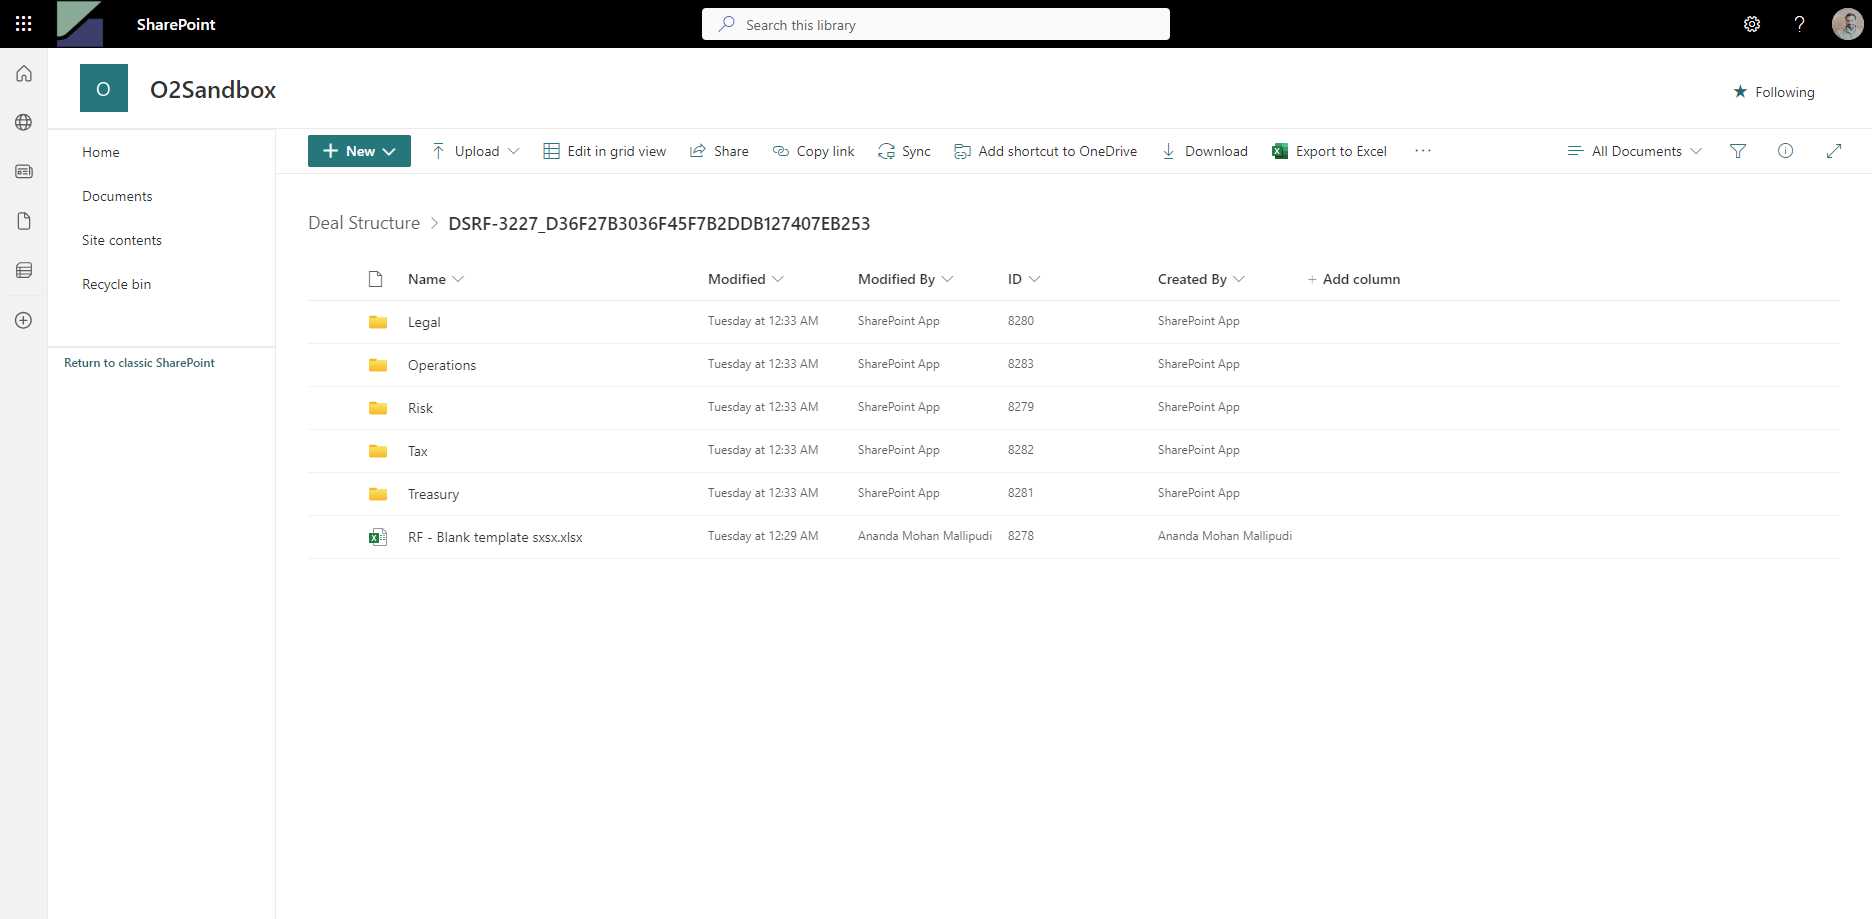 SharePoint
Search this library
?
O
O2Sandbox
Following
Home
Documents
Site contents
Recycle bin
Return to classic SharePoint
+ New
Upload
Edit in grid view
Share
Copy link
Sync
Add shortcut to OneDrive
Download
Export to Excel
...
All Documents
Deal Structure > DSRF-3227_D36F27B3036F45F7B2DDB127407EB253
Name Modified Modified By ID Created By + Add column
Legal Tuesday at 12:33 AM SharePoint App 8280 SharePoint App
Operations Tuesday at 12:33 AM SharePoint App 8283 SharePoint App
Risk Tuesday at 12:33 AM SharePoint App 8279 SharePoint App
Tax Tuesday at 12:33 AM SharePoint App 8282 SharePoint App
Treasury Tuesday at 12:33 AM SharePoint App 8281 SharePoint App
RF - Blank template sxsx.xlsx Tuesday at 12:29 AM Ananda Mohan Mallipudi 8278 Ananda Mohan Mallipudi